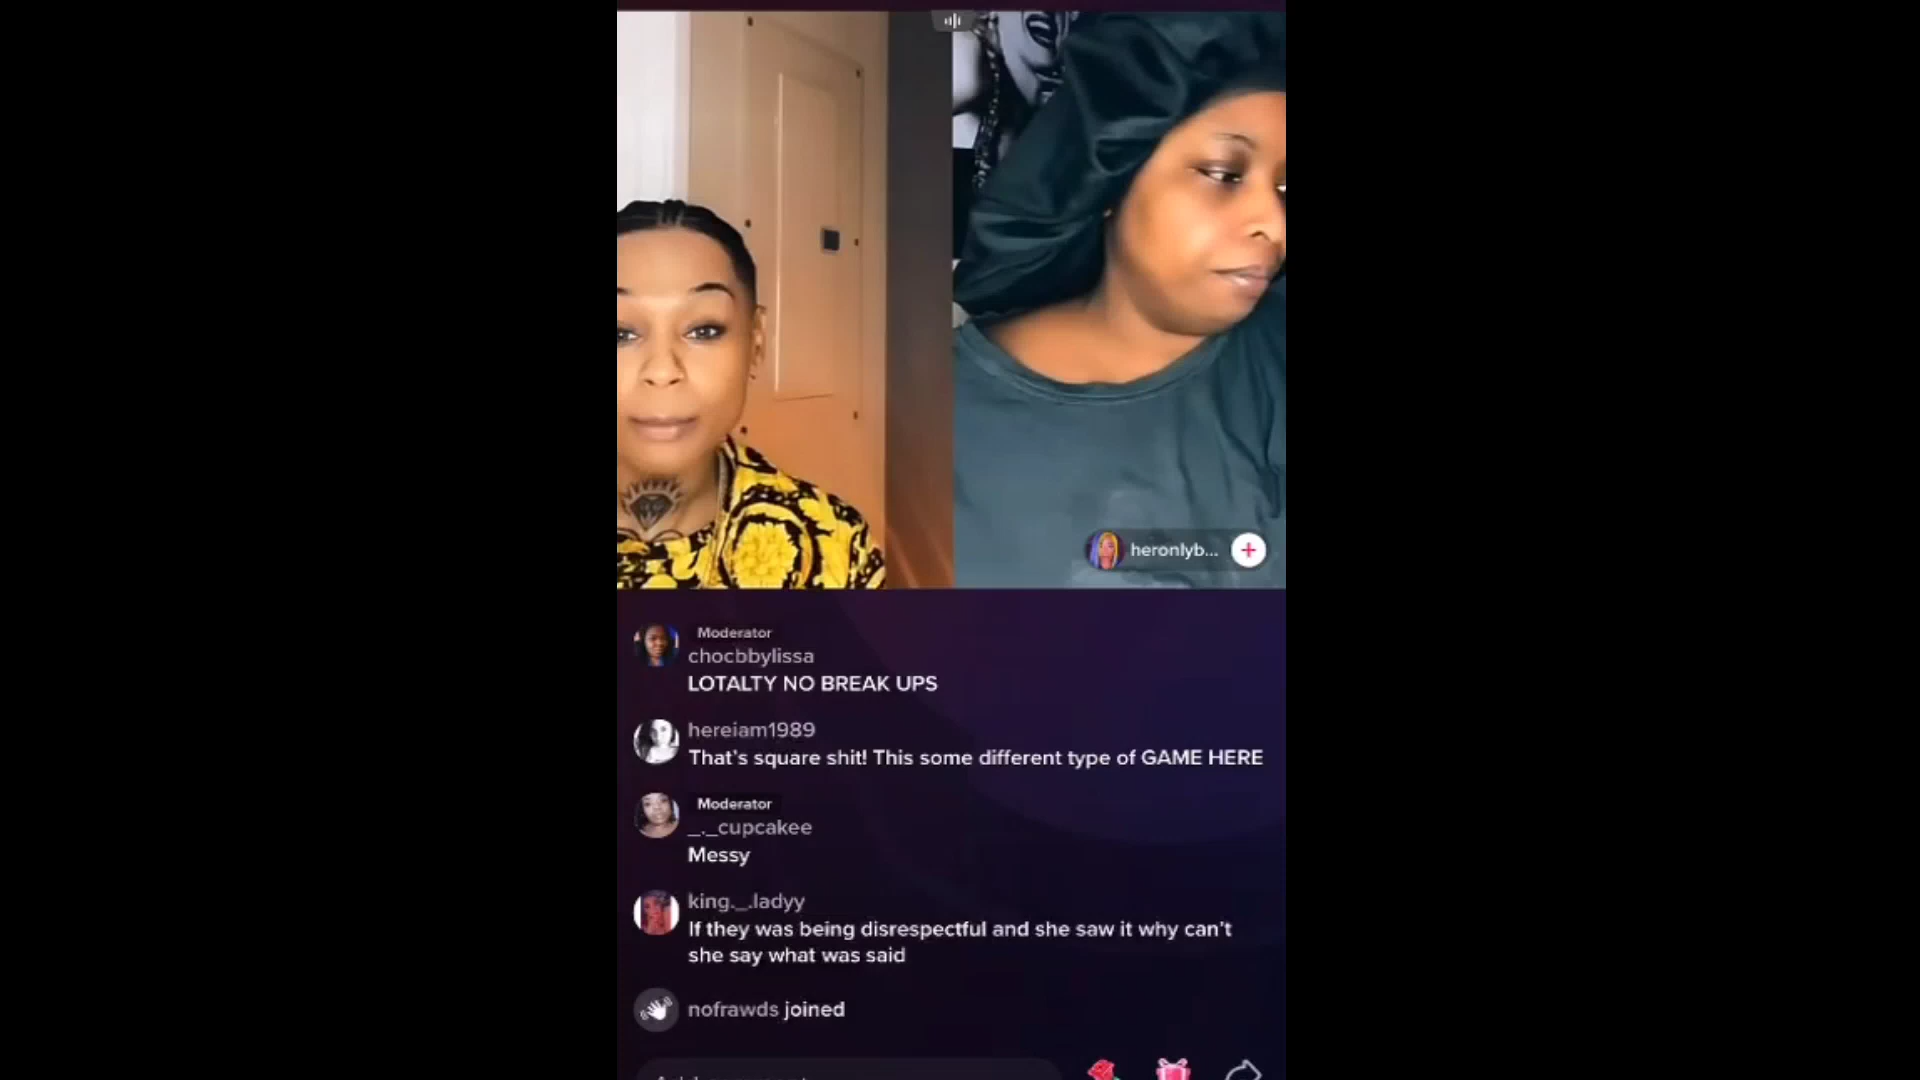 heronlyb...
Moderator
chocbbylissa
LOTALTY NO BREAK UPS
hereiam1989
That's square shit! This some different type of GAME HERE
Moderator
_._cupcakee
Messy
king._.ladyy
If they was being disrespectful and she saw it why can't
she say what was said
nofrawds joined